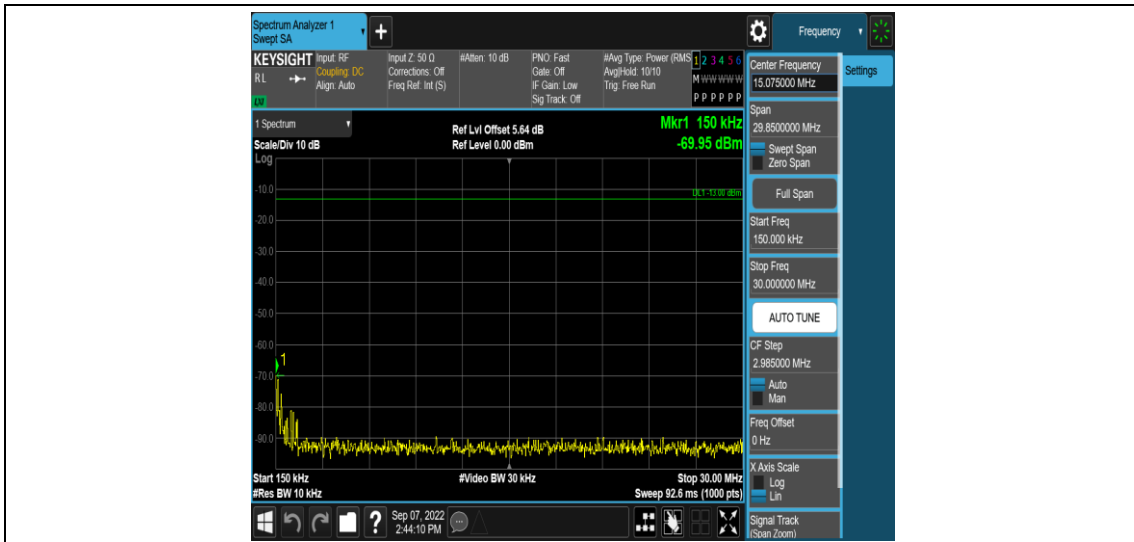 Spectrum Analyzer 1
Swept SA
+
Frequency
KEYSIGHT
RL
LM
Input: RF
Coupling: DC
Align: Auto
Input Z: 50 Ω
Corrections: Off
Freq Ref: Int (S)
#Atten: 10 dB
PNO: Fast
Gate: Off
IF Gain: Low
Sig Track: Off
#Avg Type: Power (RMS
Avg|Hold: 10/10
Trig: Free Run
1 2 3 4 5 6
M W W W W W
P P P P P P
1 Spectrum
Scale/Div 10 dB
Log
Ref Lvl Offset 5.64 dB
Ref Level 0.00 dBm
Mkr1 150 kHz
-69.95 dBm
DL1 -13.00 dBm
-10.0
-20.0
-30.0
-40.0
-50.0
-60.0
1
-70.0
-80.0
-90.0
Start 150 kHz
#Res BW 10 kHz
#Video BW 30 kHz
Stop 30.00 MHz
Sweep 92.6 ms (1000 pts)
?
Sep 07, 2022
2:44:10 PM
Center Frequency
15.075000 MHz
Settings
Span
29.8500000 MHz
Swept Span
Zero Span
Full Span
Start Freq
150.000 kHz
Stop Freq
30.000000 MHz
AUTO TUNE
CF Step
2.985000 MHz
Auto
Man
Freq Offset
0 Hz
X Axis Scale
Log
Lin
Signal Track
(Span Zoom)